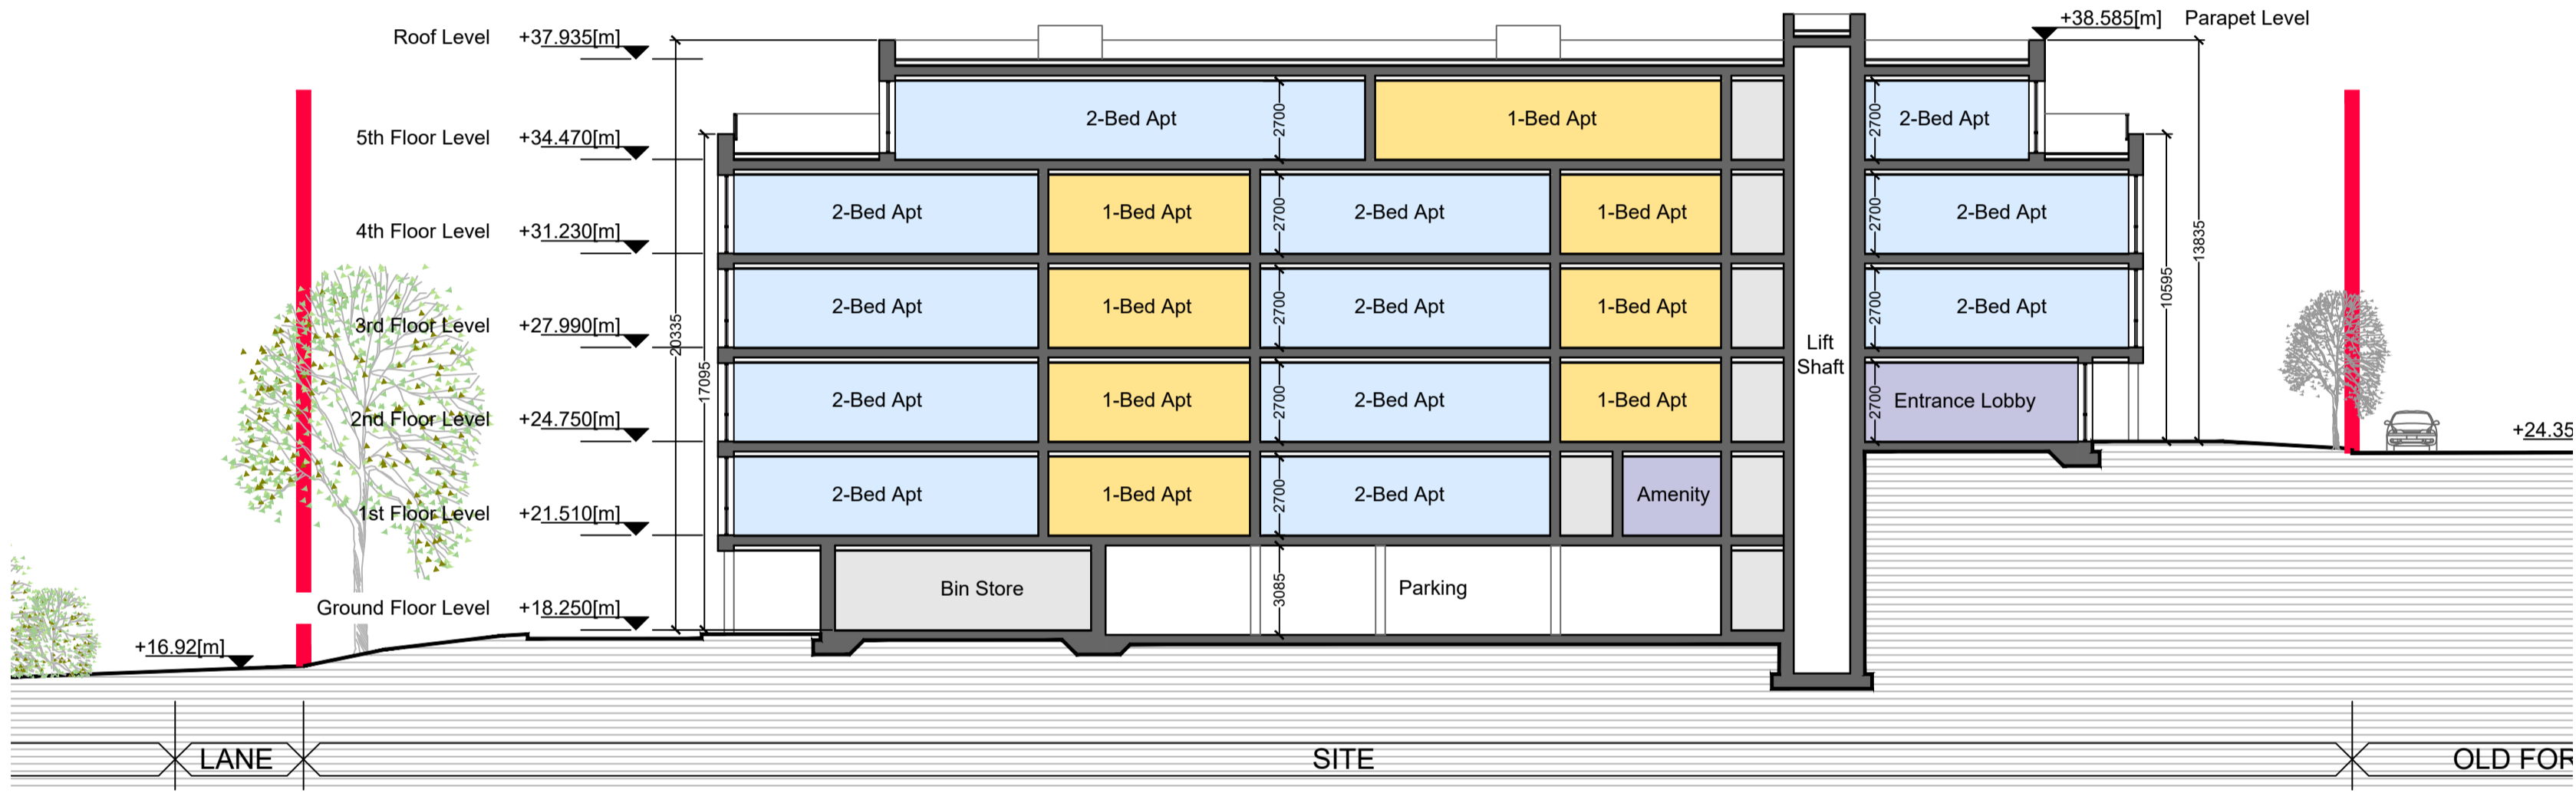 Roof Level +37.935[m]
+38.585[m] Parapet Level
5th Floor Level +34.470[m]
2-Bed Apt 2700 1-Bed Apt 2700 2-Bed Apt
4th Floor Level +31.230[m]
2-Bed Apt 1-Bed Apt 2700 2-Bed Apt 1-Bed Apt 2700 2-Bed Apt
3rd Floor Level +27.990[m]
2-Bed Apt 1-Bed Apt 2700 2-Bed Apt 1-Bed Apt 2700 2-Bed Apt
20335
17095
10595
13835
Lift
Shaft
2nd Floor Level +24.750[m]
2-Bed Apt 1-Bed Apt 2700 2-Bed Apt 1-Bed Apt 2700 Entrance Lobby
+24.35
1st Floor Level +21.510[m]
2-Bed Apt 1-Bed Apt 2700 2-Bed Apt Amenity
Ground Floor Level +18.250[m]
Bin Store 3085 Parking
+16.92[m]
LANE SITE OLD FOR